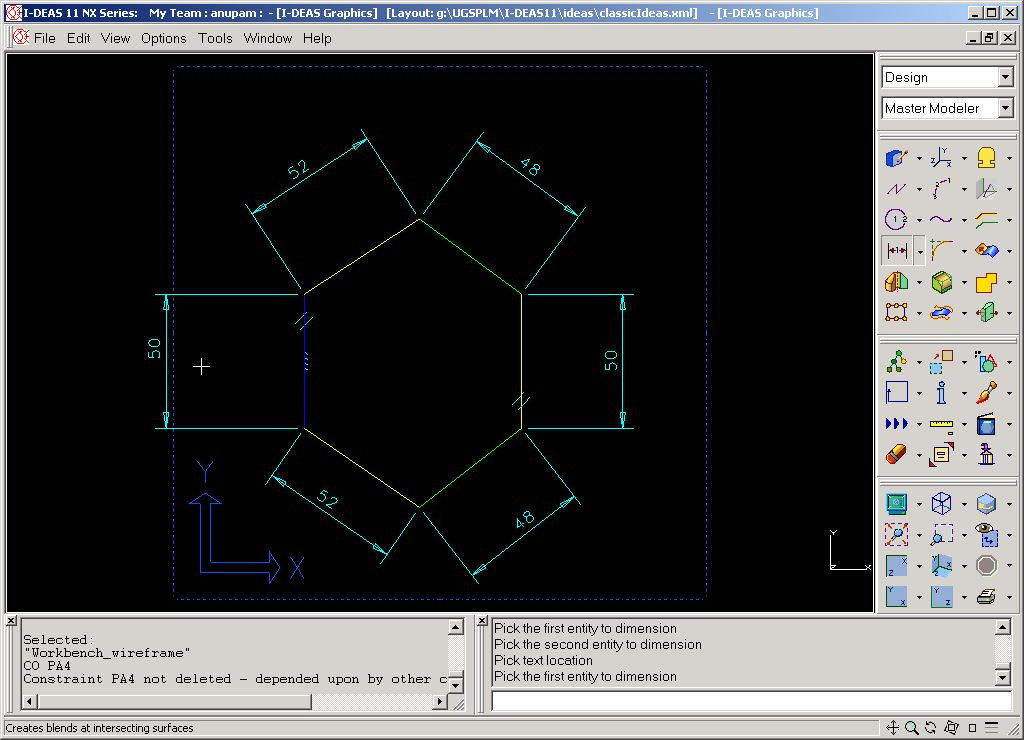 I-DEAS 11 NX Series:   My Team : anupam :  - [I-DEAS Graphics]  [Layout: g:\UGSPLM\I-DEAS11\ideas\classicIdeas.xml]   - [I-DEAS Graphics]
File Edit View Options Tools Window Help
Design
Master Modeler
52
48
50
50
52
48
Y
X
Y
X
Z
Selected:
"Workbench_wireframe"
CO PA4
Constraint PA4 not deleted - depended upon by other c
Pick the first entity to dimension
Pick the second entity to dimension
Pick text location
Pick the first entity to dimension
Creates blends at intersecting surfaces